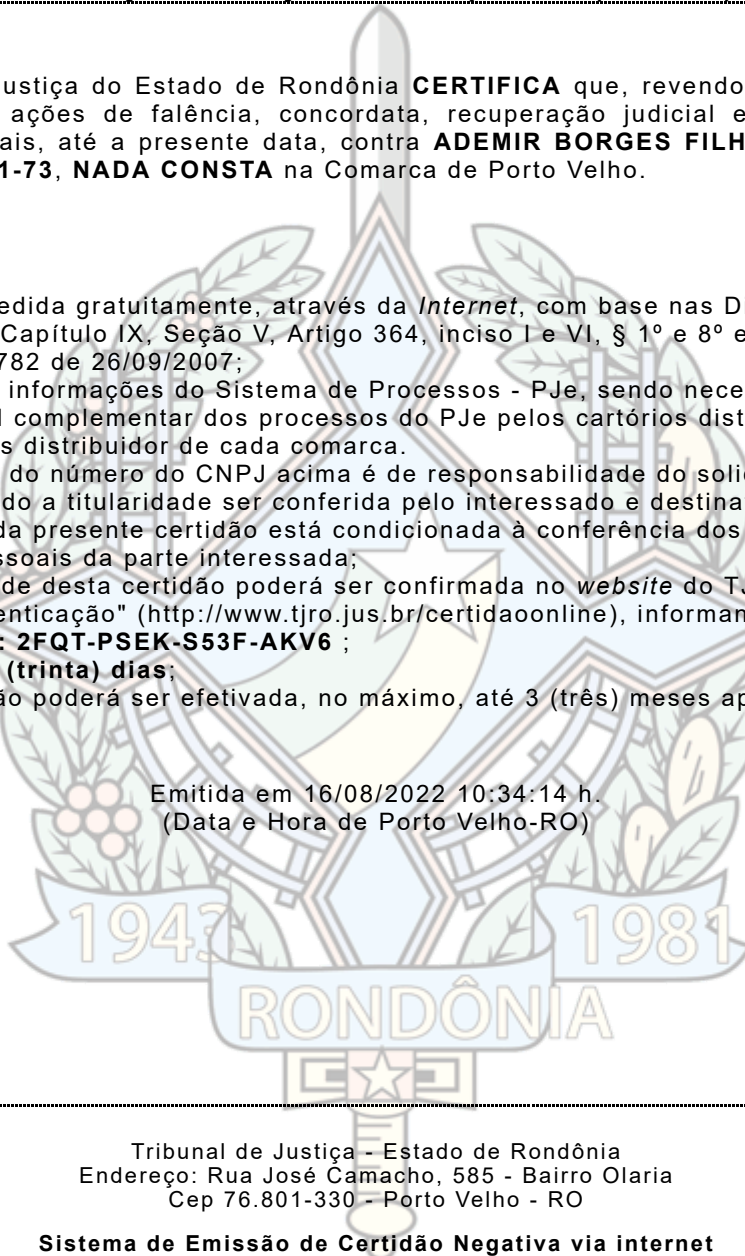 ustiça do Estado de Rondônia CERTIFICA que, revendo
ações de falência, concordata, recuperação judicial e
ais, até a presente data, contra ADEMIR BORGES FILH
1-73, NADA CONSTA na Comarca de Porto Velho.
edida gratuitamente, através da Internet, com base nas D
Capítulo IX, Seção V, Artigo 364, inciso I e VI, § 1º e 8º e
782 de 26/09/2007;
informações do Sistema de Processos - PJe, sendo nece
l complementar dos processos do PJe pelos cartórios dist
s distribuidor de cada comarca.
do número do CNPJ acima é de responsabilidade do soli
do a titularidade ser conferida pelo interessado e destina
da presente certidão está condicionada à conferência dos
ssoais da parte interessada;
de desta certidão poderá ser confirmada no website do TJ
enticação" (http://www.tjro.jus.br/certidaoonline), informan
: 2FQT-PSEK-S53F-AKV6 ;
(trinta) dias;
ão poderá ser efetivada, no máximo, até 3 (três) meses ap
Emitida em 16/08/2022 10:34:14 h.
(Data e Hora de Porto Velho-RO)
1943 1981
RONDÔNIA
Tribunal de Justiça - Estado de Rondônia
Endereço: Rua José Camacho, 585 - Bairro Olaria
Cep 76.801-330 - Porto Velho - RO
Sistema de Emissão de Certidão Negativa via internet